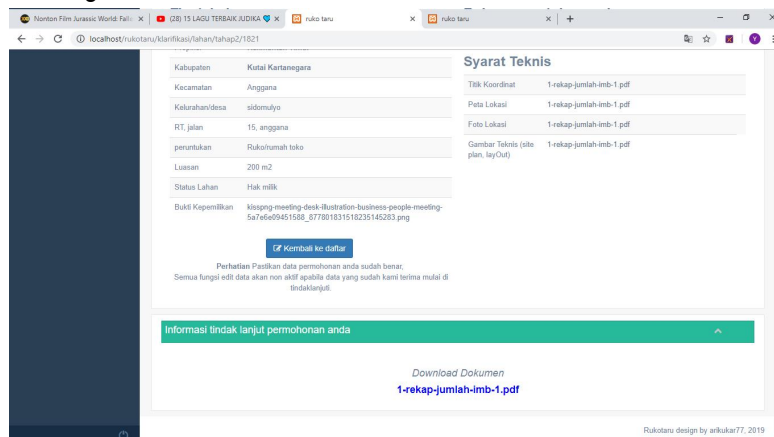 Nonton Film Jurassic World: Falle
(28) 15 LAGU TERBAIK JUDIKA
ruko taru
ruko taru
localhost/rukotaru/klarifikasi/lahan/tahap2/1821
Kabupaten Kutai Kartanegara
Kecamatan Anggana
Kelurahan/desa sidomulyo
RT, jalan 15, anggana
peruntukan Ruko/rumah toko
Luasan 200 m2
Status Lahan Hak milik
Bukti Kepemilikan kisspng-meeting-desk-illustration-business-people-meeting-
5a7e6e09451588_877801831518235145283.png
Kembali ke daftar
Perhatian Pastikan data permohonan anda sudah benar,
Semua fungsi edit data akan non aktif apabila data yang sudah kami terima mulai di
tindaklanjuti.
Syarat Teknis
Titik Koordinat 1-rekap-jumlah-imb-1.pdf
Peta Lokasi 1-rekap-jumlah-imb-1.pdf
Foto Lokasi 1-rekap-jumlah-imb-1.pdf
Gambar Teknis (site 1-rekap-jumlah-imb-1.pdf
plan, layOut)
Informasi tindak lanjut permohonan anda
Download Dokumen
1-rekap-jumlah-imb-1.pdf
Rukotaru design by arikukar77, 2019